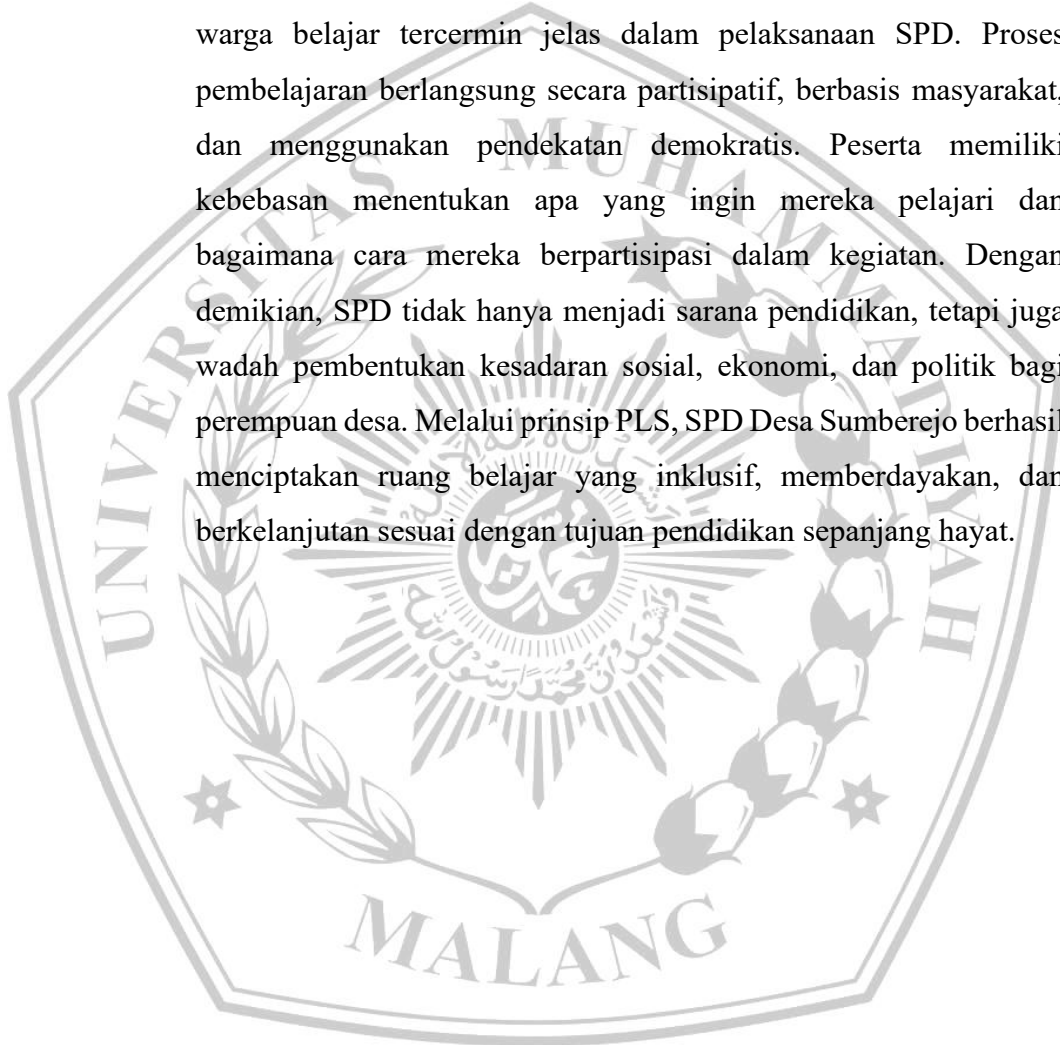 warga belajar tercermin jelas dalam pelaksanaan SPD. Proses
pembelajaran berlangsung secara partisipatif, berbasis masyarakat,
dan menggunakan pendekatan demokratis. Peserta memiliki
kebebasan menentukan apa yang ingin mereka pelajari dan
bagaimana cara mereka berpartisipasi dalam kegiatan. Dengan
demikian, SPD tidak hanya menjadi sarana pendidikan, tetapi juga
wadah pembentukan kesadaran sosial, ekonomi, dan politik bagi
perempuan desa. Melalui prinsip PLS, SPD Desa Sumberejo berhasil
menciptakan ruang belajar yang inklusif, memberdayakan, dan
berkelanjutan sesuai dengan tujuan pendidikan sepanjang hayat.
UNIVERSITAS MUHAMMADIYAH
MALANG